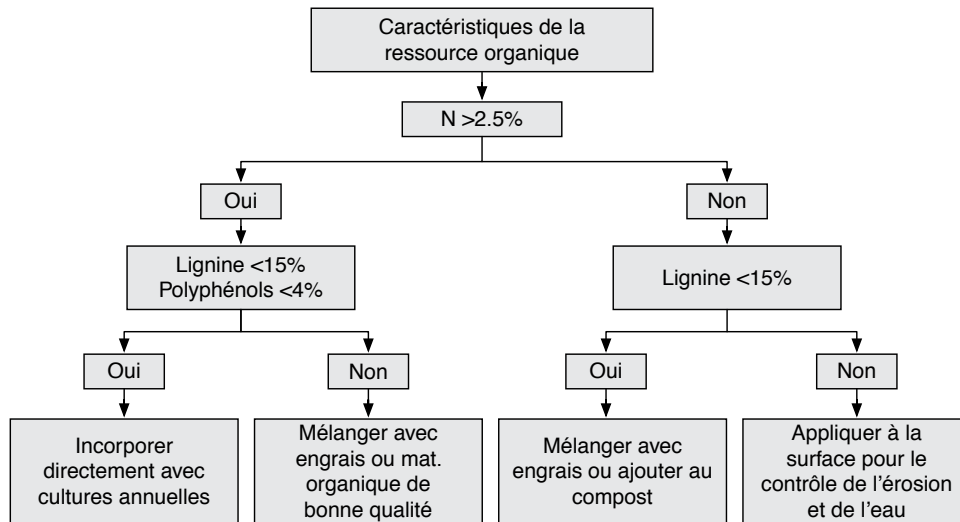 Caractéristiques de la
ressource organique
N >2.5%
Oui
Non
Lignine <15%
Polyphénols <4%
Lignine <15%
Oui
Non
Oui
Non
Incorporer
directement avec
cultures annuelles
Mélanger avec
engrais ou mat.
organique de
bonne qualité
Mélanger avec
engrais ou ajouter au
compost
Appliquer à la
surface pour le
contrôle de l’érosion
et de l’eau